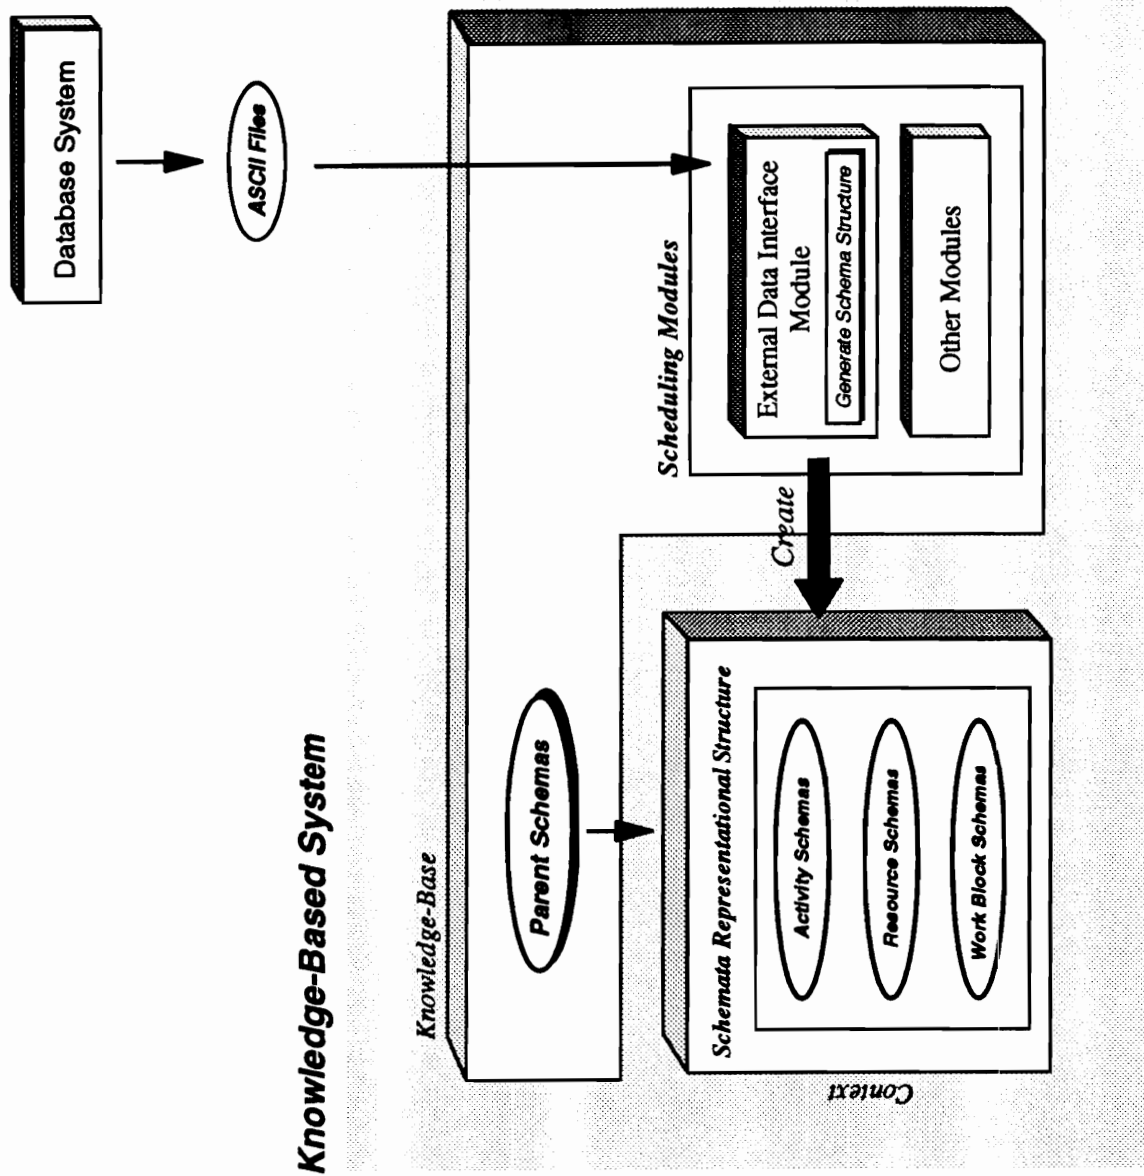 Database System
ASCII Files
Knowledge-Based System
Knowledge-Base
Parent Schemas
Scheduling Modules
External Data Interface
Module
Generate Schema Structure
Other Modules
Create
Schemata Representational Structure
Activity Schemas
Resource Schemas
Work Block Schemas
Context